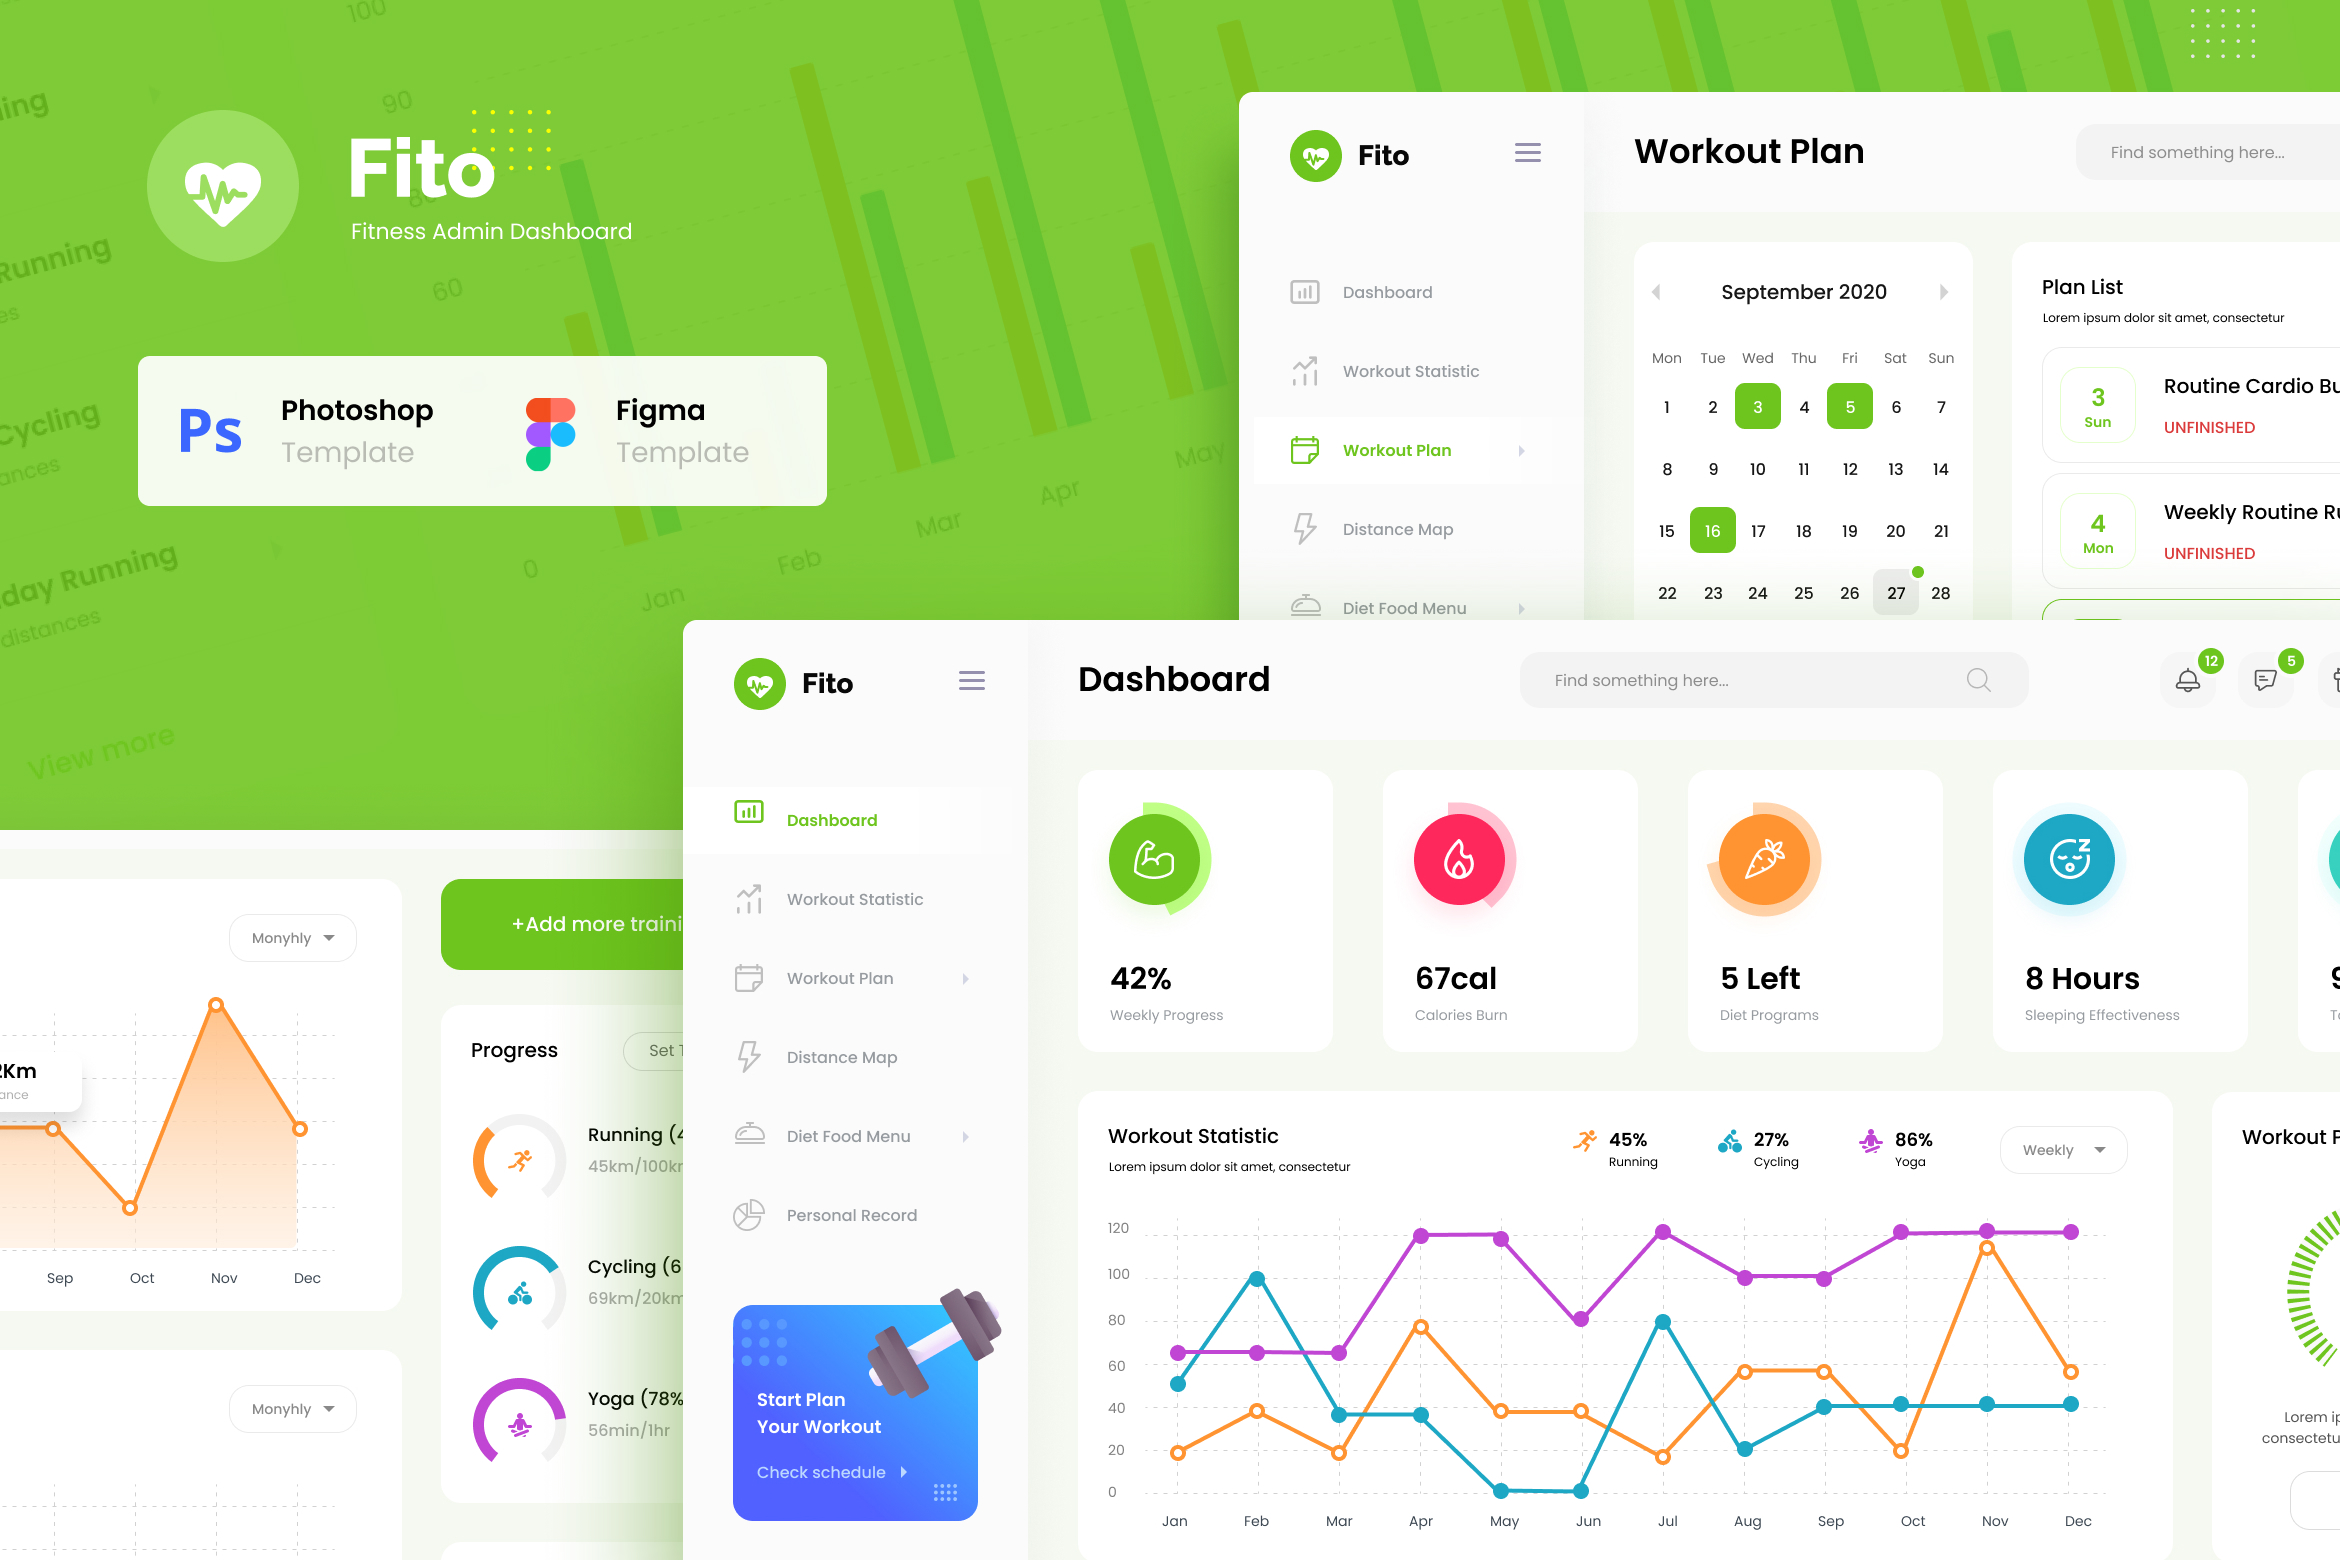 100
90
80
60
0
Jan
Feb
Mar
Apr
May
Running
Cycling
ances
day Running
distances
View more
Fito
Fitness Admin Dashboard
Ps
Photoshop
Template
Figma
Template
Fito
Workout Plan
Find something here...
Dashboard
Workout Statistic
Workout Plan
Distance Map
Diet Food Menu
September 2020
Mon Tue Wed Thu Fri Sat Sun
1 2 3 4 5 6 7
8 9 10 11 12 13 14
15 16 17 18 19 20 21
22 23 24 25 26 27 28
Plan List
Lorem ipsum dolor sit amet, consectetur
3
Sun
Routine Cardio Bu
UNFINISHED
4
Mon
Weekly Routine Ru
UNFINISHED
Monyhly
Km
ance
Sep Oct Nov Dec
Monyhly
+Add more traini
Progress
Set T
Running (4
45km/100km
Cycling (6
69km/20km
Yoga (78%
56min/1hr
Fito
Dashboard
Workout Statistic
Workout Plan
Distance Map
Diet Food Menu
Personal Record
Start Plan
Your Workout
Check schedule
Dashboard
Find something here...
12
5
42%
Weekly Progress
67cal
Calories Burn
5 Left
Diet Programs
z
8 Hours
Sleeping Effectiveness
9
Workout Statistic
Lorem ipsum dolor sit amet, consectetur
45%
Running
27%
Cycling
86%
Yoga
Weekly
120
100
80
60
40
20
0
Jan Feb Mar Apr May Jun Jul Aug Sep Oct Nov Dec
Workout P
Lorem ip
consectetu